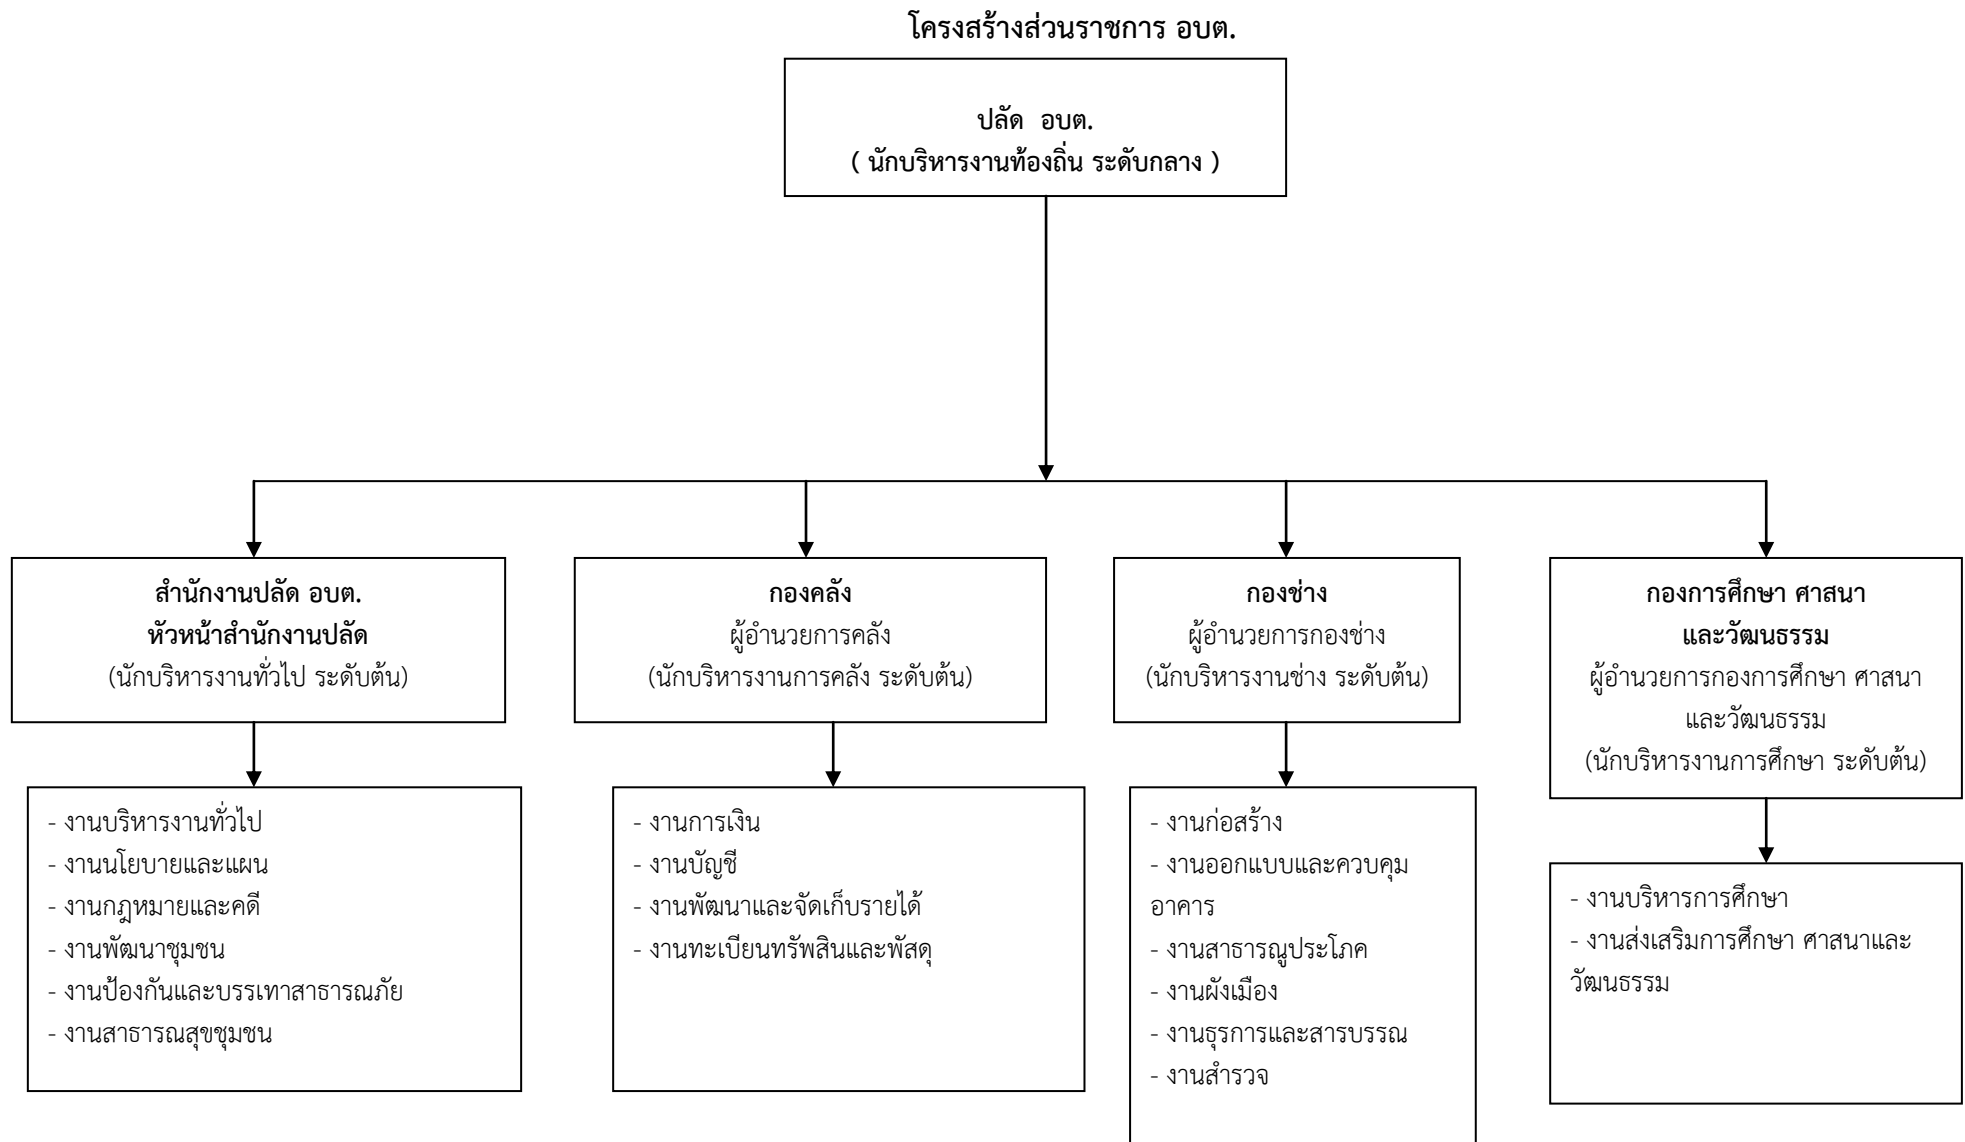 โครงสร้างส่วนราชการ อบต.
ปลัด อบต.
( นักบริหารงานท้องถิ่น ระดับกลาง )
สำนักงานปลัด อบต.
หัวหน้าสำนักงานปลัด
(นักบริหารงานทั่วไป ระดับต้น)
กองคลัง
ผู้อำนวยการคลัง
(นักบริหารงานการคลัง ระดับต้น)
กองช่าง
ผู้อำนวยการกองช่าง
(นักบริหารงานช่าง ระดับต้น)
กองการศึกษา ศาสนา
และวัฒนธรรม
ผู้อำนวยการกองการศึกษา ศาสนา
และวัฒนธรรม
(นักบริหารงานการศึกษา ระดับต้น)
- งานบริหารงานทั่วไป
- งานนโยบายและแผน
- งานกฎหมายและคดี
- งานพัฒนาชุมชน
- งานป้องกันและบรรเทาสาธารณภัย
- งานสาธารณสุขชุมชน
- งานการเงิน
- งานบัญชี
- งานพัฒนาและจัดเก็บรายได้
- งานทะเบียนทรัพสินและพัสดุ
- งานก่อสร้าง
- งานออกแบบและควบคุม
อาคาร
- งานสาธารณูประโภค
- งานผังเมือง
- งานธุรการและสารบรรณ
- งานสำรวจ
- งานบริหารการศึกษา
- งานส่งเสริมการศึกษา ศาสนาและ
วัฒนธรรม